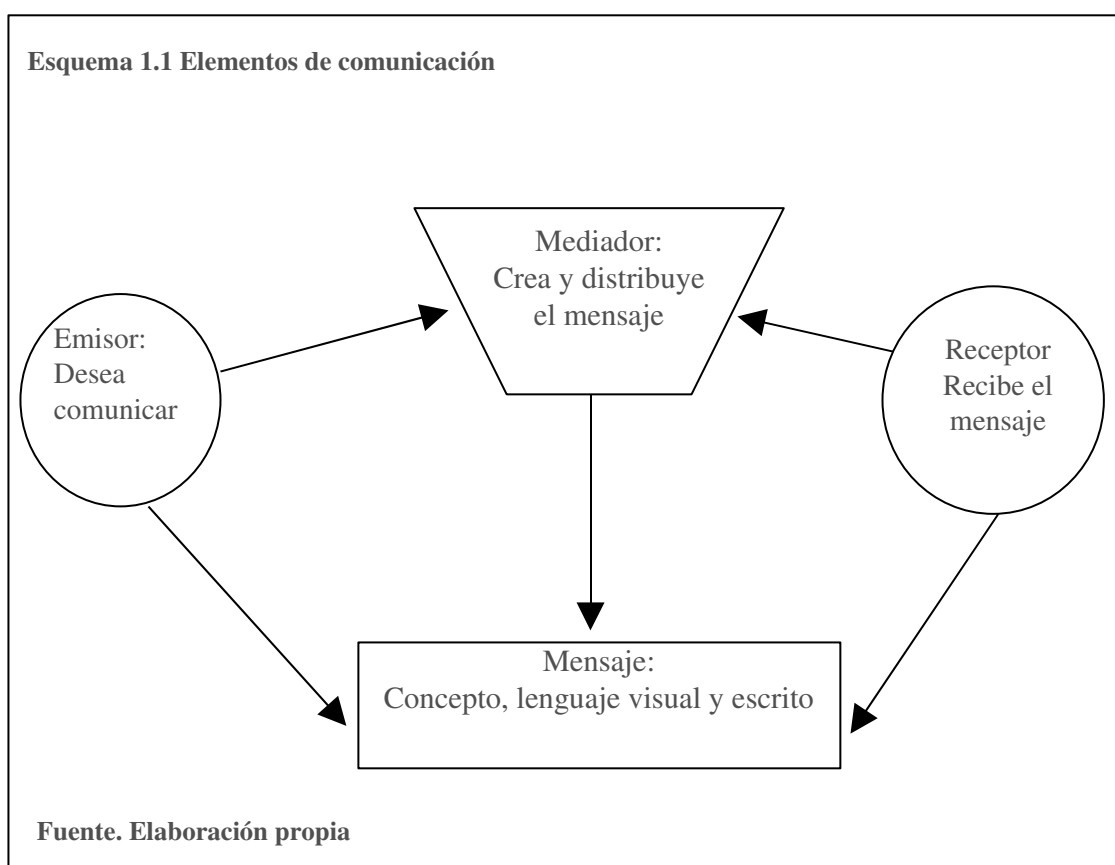 Esquema 1.1 Elementos de comunicación
Mediador:
Crea y distribuye
el mensaje
Emisor:
Desea
comunicar
Receptor
Recibe el
mensaje
Mensaje:
Concepto, lenguaje visual y escrito
Fuente. Elaboración propia